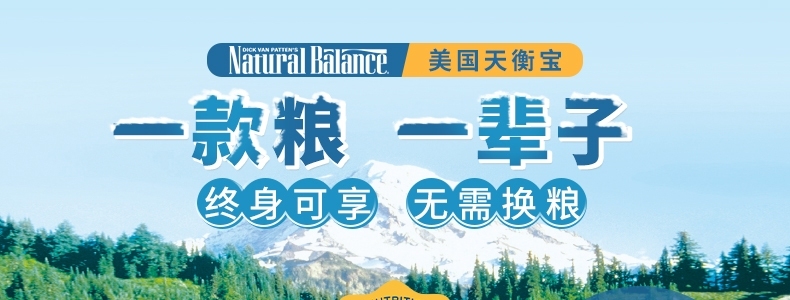 DICK VAN PATTEN'S
Natural Balance 美国天衡宝
一款粮 一辈子
终身可享 无需换粮